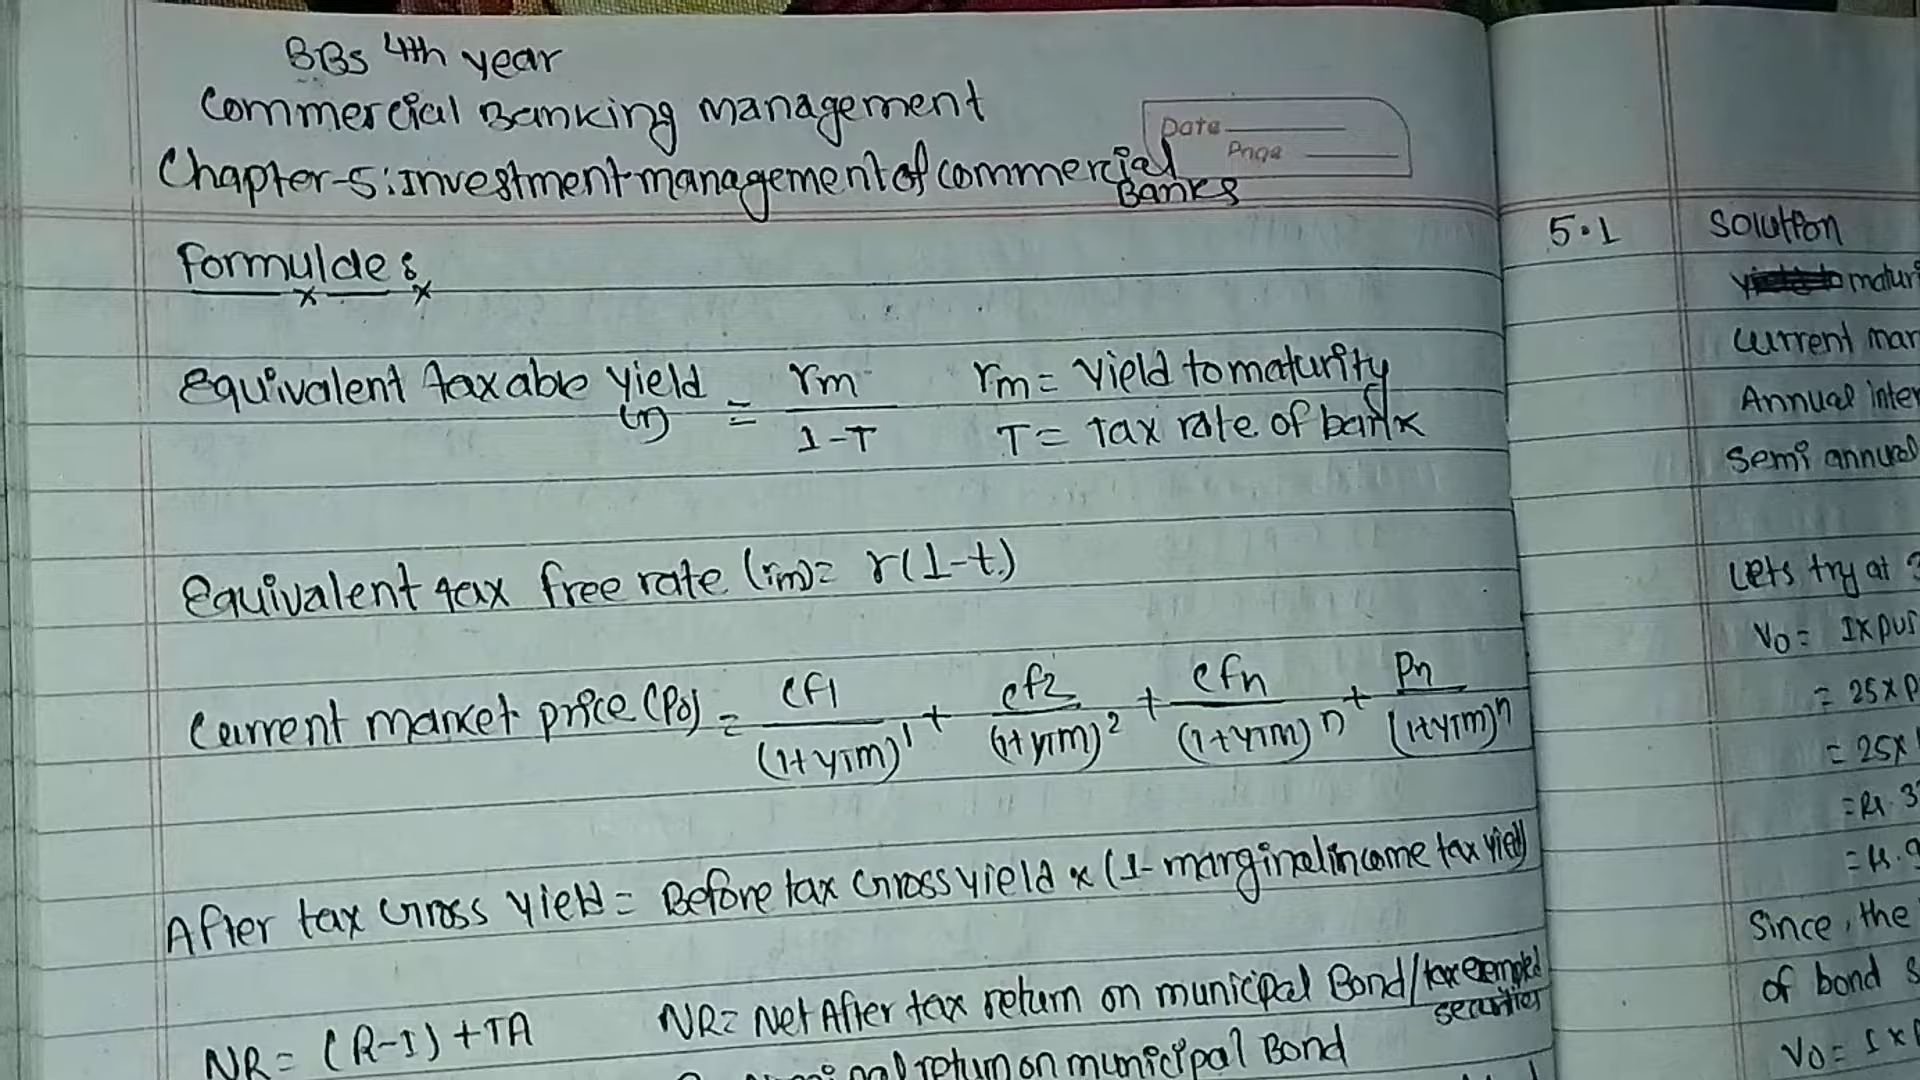 BBS 4th year
Commercial Banking management
Date
Page
Chapter-5: Investment management of commercial
Banks
Formulae:
Equivalent taxable yield (r) = rm / 1-T
rm = Yield to maturity
T = Tax rate of bank
Equivalent tax free rate (rm) = r(1-t)
Current market price (P0) = CF1/(1+YTM)^1 + CF2/(1+YTM)^2 + CFn/(1+YTM)^n + Pn/(1+YTM)^n
After tax Gross yield = Before tax Gross yield x (1- marginal income tax yield)
NR = (R-I) + TA
NR = Net After tax return on municipal Bond/tax exempted
securities
return on municipal Bond
5.1
Solution
Current
Annual
Semi annual
Lets try at
V0 = I x
= 25 x
= 25x
= Rs. 3
= Rs. 9
Since, the
of bond
V0 = I x